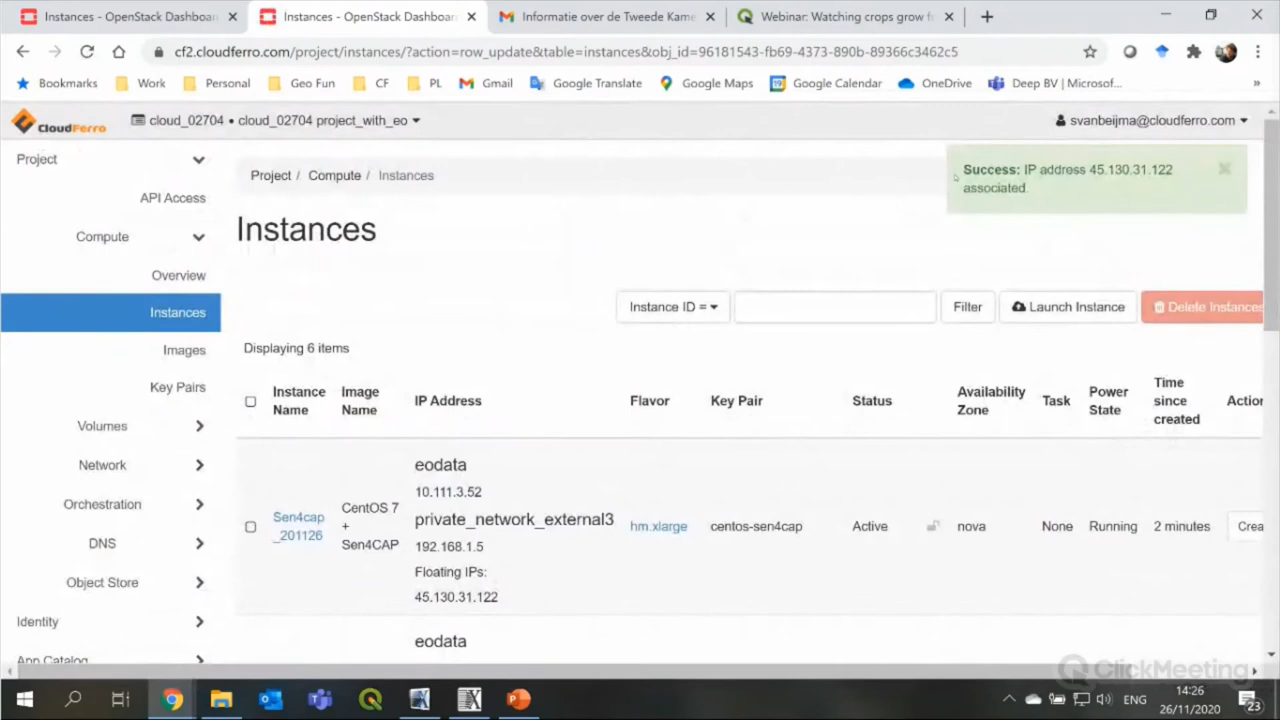 Instances - OpenStack Dashboar
Instances - OpenStack Dashboar
Informatie over de Tweede Kame
Webinar: Watching crops grow f
cf2.cloudferro.com/project/instances/?action=row_update&table=instances&obj_id=96181543-fb69-4373-890b-89366c3462c5
Bookmarks
Work
Personal
Geo Fun
CF
PL
Gmail
Google Translate
Google Maps
Google Calendar
OneDrive
Deep BV | Microsof...
»
CloudFerro
cloud_02704 • cloud_02704 project_with_eo
svanbeijma@cloudferro.com
Project
API Access
Compute
Overview
Instances
Images
Key Pairs
Volumes
Network
Orchestration
DNS
Object Store
Identity
App Catalog
Project / Compute / Instances
Success: IP address 45.130.31.122
associated.
Instances
Instance ID =
Filter
Launch Instance
Delete Instances
Displaying 6 items
Instance
Name
Image
Name
IP Address
Flavor
Key Pair
Status
Availability
Zone
Task
Power
State
Time
since
created
Action
Sen4cap
_201126
CentOS 7
+
Sen4CAP
eodata
10.111.3.52
private_network_external3
192.168.1.5
Floating IPs:
45.130.31.122
hm.xlarge
centos-sen4cap
Active
nova
None
Running
2 minutes
Crea
eodata
ClickMeeting
ENG
14:26
26/11/2020
23